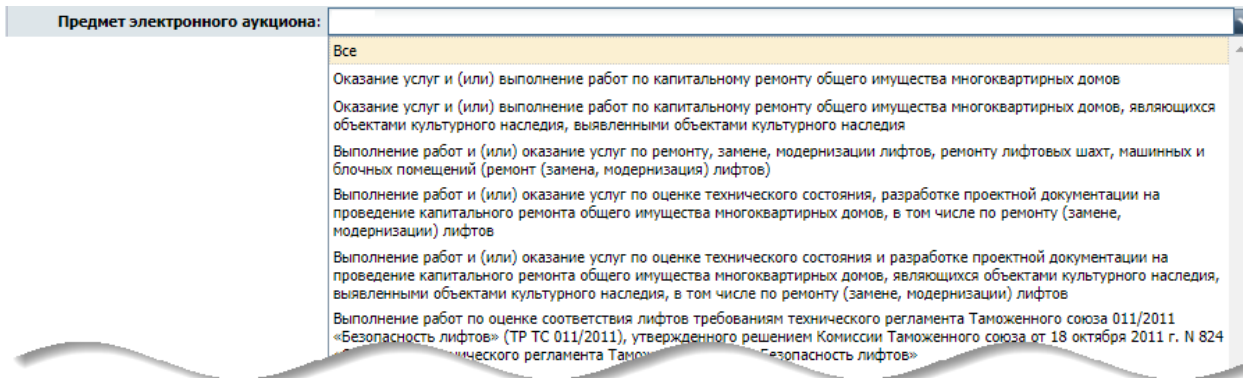 Предмет электронного аукциона:
Все
Оказание услуг и (или) выполнение работ по капитальному ремонту общего имущества многоквартирных домов
Оказание услуг и (или) выполнение работ по капитальному ремонту общего имущества многоквартирных домов, являющихся
объектами культурного наследия, выявленными объектами культурного наследия
Выполнение работ и (или) оказание услуг по ремонту, замене, модернизации лифтов, ремонту лифтовых шахт, машинных и
блочных помещений (ремонт (замена, модернизация) лифтов)
Выполнение работ и (или) оказание услуг по оценке технического состояния, разработке проектной документации на
проведение капитального ремонта общего имущества многоквартирных домов, в том числе по ремонту (замене,
модернизации) лифтов
Выполнение работ и (или) оказание услуг по оценке технического состояния и разработке проектной документации на
проведение капитального ремонта общего имущества многоквартирных домов, являющихся объектами культурного наследия,
выявленными объектами культурного наследия, в том числе по ремонту (замене, модернизации) лифтов
Выполнение работ по оценке соответствия лифтов требованиям технического регламента Таможенного союза 011/2011
«Безопасность лифтов» (ТР ТС 011/2011), утвержденного решением Комиссии Таможенного союза от 18 октября 2011 г. N 824
регламента лифтов»